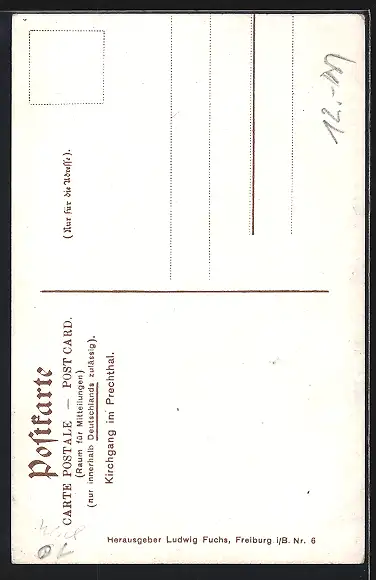 Postkarte
CARTE POSTALE — POST CARD.
(Raum für Mitteilungen)
(nur innerhalb Deutschlands zulässig).
Kirchgang im Prechthal.
(Nur für die Adresse).
Herausgeber Ludwig Fuchs, Freiburg i/B. Nr. 6